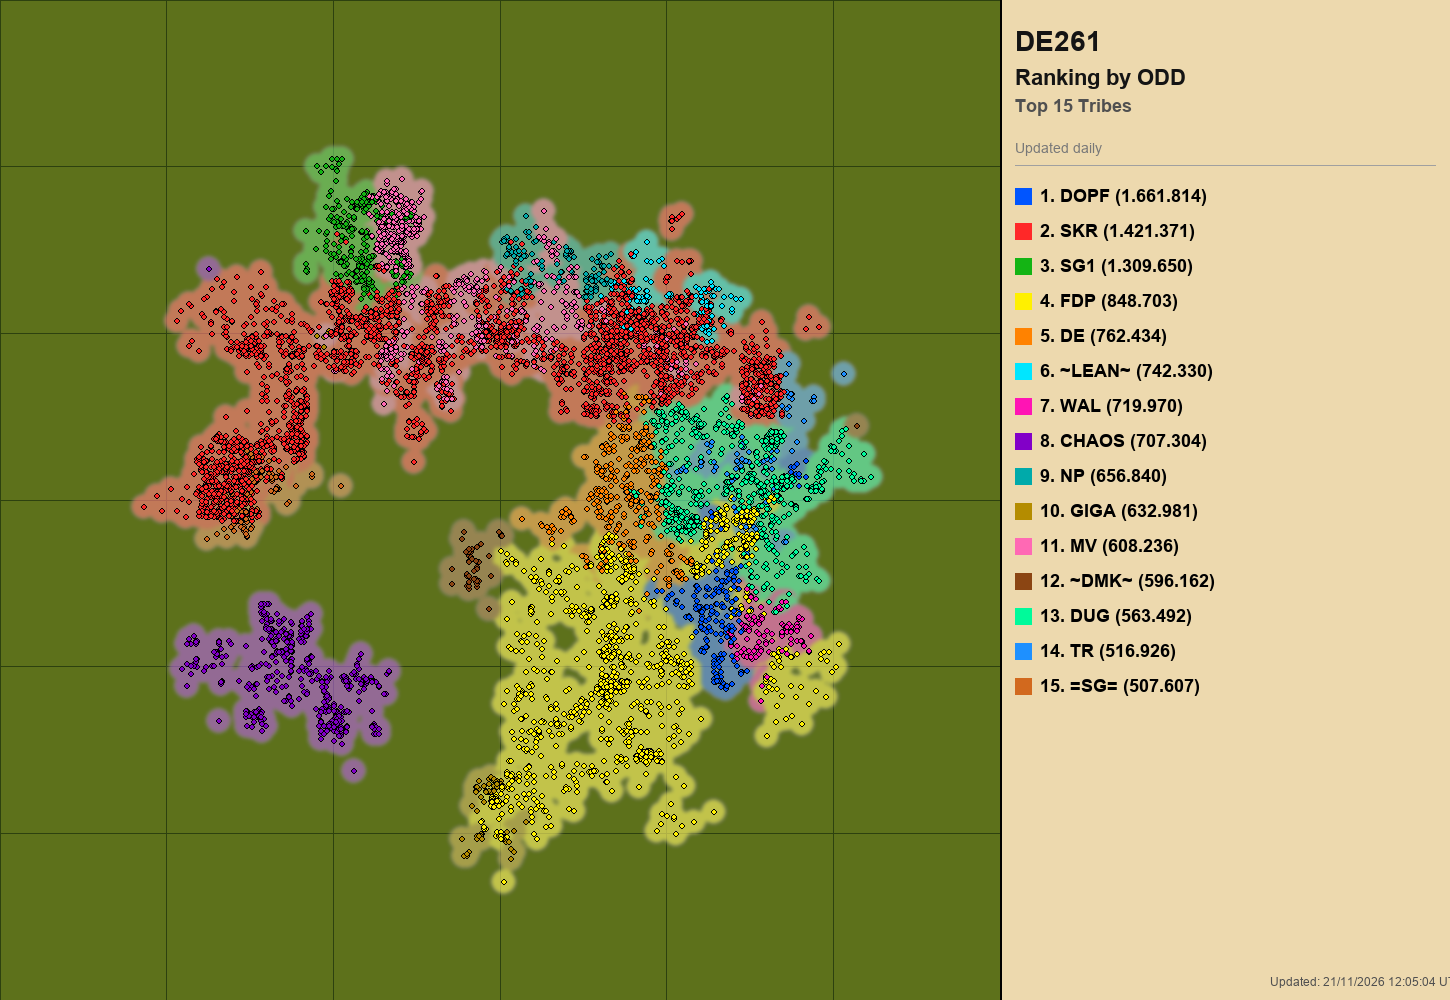 DE261
Ranking by ODD
Top 15 Tribes
Updated daily
1. DOPF (1.661.814)
2. SKR (1.421.371)
3. SG1 (1.309.650)
4. FDP (848.703)
5. DE (762.434)
6. ~LEAN~ (742.330)
7. WAL (719.970)
8. CHAOS (707.304)
9. NP (656.840)
10. GIGA (632.981)
11. MV (608.236)
12. ~DMK~ (596.162)
13. DUG (563.492)
14. TR (516.926)
15. =SG= (507.607)
Updated: 21/11/2026 12:05:04 U